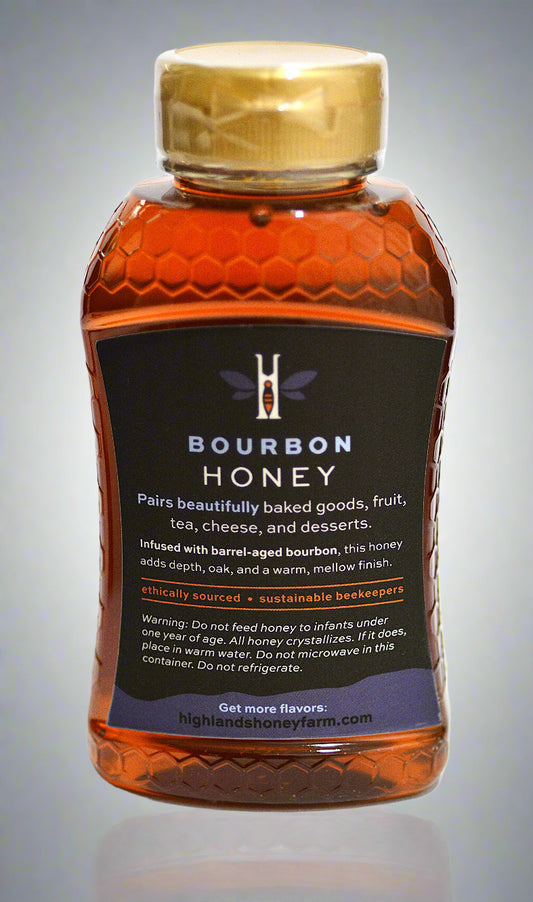 H
BOURBON
HONEY
Pairs beautifully baked goods, fruit,
tea, cheese, and desserts.
Infused with barrel-aged bourbon, this honey
adds depth, oak, and a warm, mellow finish.
ethically sourced • sustainable beekeepers
Warning: Do not feed honey to infants under
one year of age. All honey crystallizes. If it does,
place in warm water. Do not microwave in this
container. Do not refrigerate.
Get more flavors:
highlandshoneyfarm.com